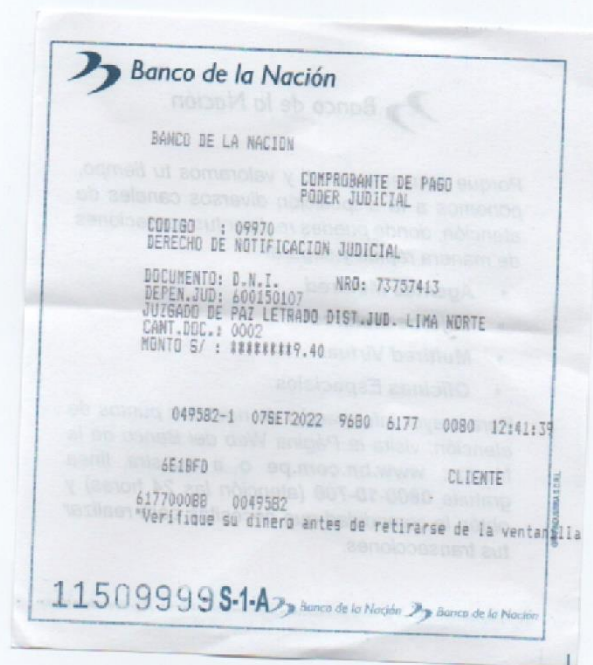 Banco de la Nación
BANCO DE LA NACION
COMPROBANTE DE PAGO
PODER JUDICIAL
CODIGO : 09970
DERECHO DE NOTIFICACION JUDICIAL
DOCUMENTO: D.N.I. NRO: 73757413
DEPEN.JUD: 600150107
JUZGADO DE PAZ LETRADO DIST.JUD. LIMA NORTE
CANT.DOC.: 0002
MONTO S/ : ********9.40
049582-1 07SET2022 9680 6177 0080 12:41:39
6E1BFD CLIENTE
61770008B 0049582
*Verifique su dinero antes de retirarse de la ventanilla
11509999 S-1-A Banco de la Nación Banco de la Nación